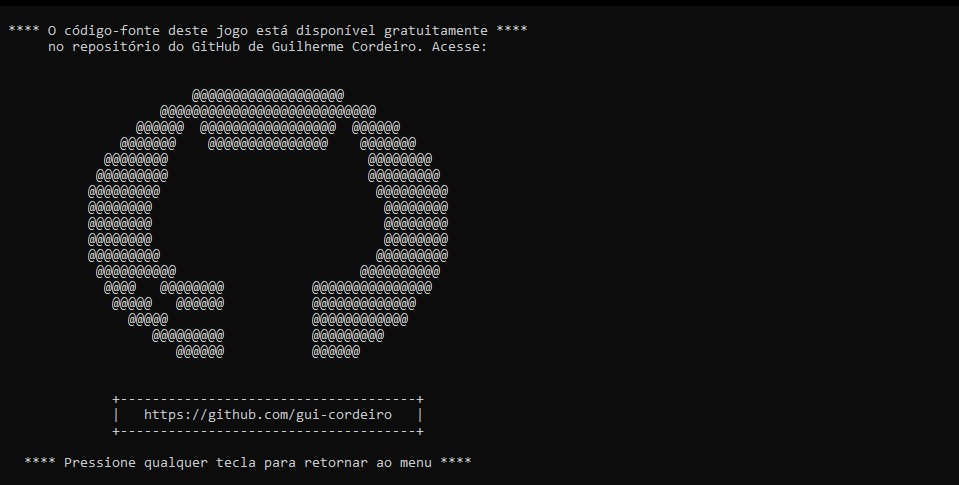 **** O código-fonte deste jogo está disponível gratuitamente ****
no repositório do GitHub de Guilherme Cordeiro. Acesse:
https://github.com/gui-cordeiro
**** Pressione qualquer tecla para retornar ao menu ****